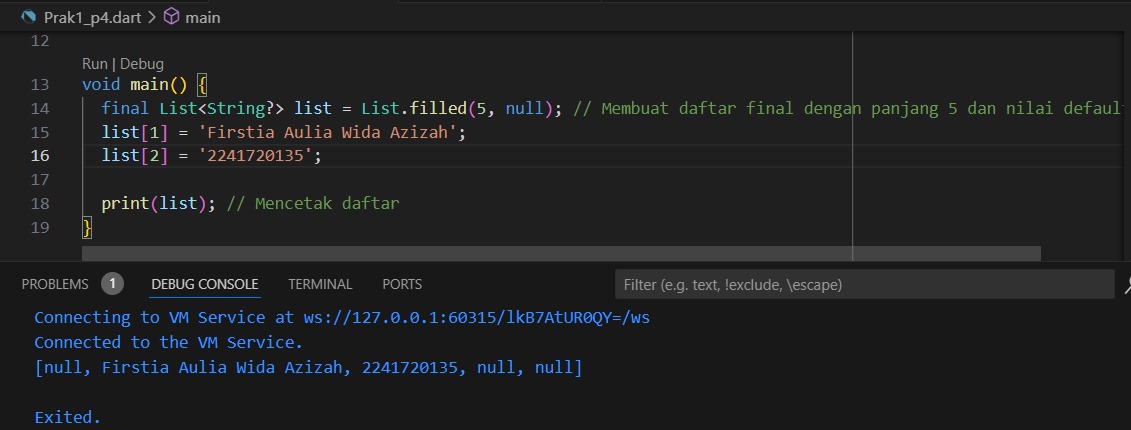 Prak1_p4.dart > main
12
Run | Debug
13 void main() {
14 final List<String?> list = List.filled(5, null); // Membuat daftar final dengan panjang 5 dan nilai defaul
15 list[1] = 'Firstia Aulia Wida Azizah';
16 list[2] = '2241720135';
17
18 print(list); // Mencetak daftar
19 }
PROBLEMS 1 DEBUG CONSOLE TERMINAL PORTS Filter (e.g. text, !exclude, \escape)
Connecting to VM Service at ws://127.0.0.1:60315/lkB7AtUR0QY=/ws
Connected to the VM Service.
[null, Firstia Aulia Wida Azizah, 2241720135, null, null]
Exited.